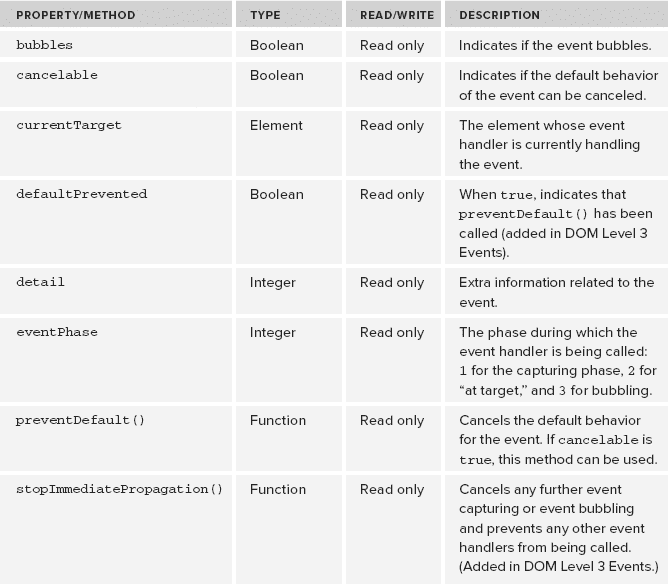 PROPERTY/METHOD TYPE READ/WRITE DESCRIPTION
bubbles Boolean Read only Indicates if the event bubbles.
cancelable Boolean Read only Indicates if the default behavior
of the event can be canceled.
currentTarget Element Read only The element whose event
handler is currently handling
the event.
defaultPrevented Boolean Read only When true, indicates that
preventDefault() has been
called (added in DOM Level 3
Events).
detail Integer Read only Extra information related to the
event.
eventPhase Integer Read only The phase during which the
event handler is being called:
1 for the capturing phase, 2 for
“at target,” and 3 for bubbling.
preventDefault() Function Read only Cancels the default behavior
for the event. If cancelable is
true, this method can be used.
stopImmediatePropagation() Function Read only Cancels any further event
capturing or event bubbling
and prevents any other event
handlers from being called.
(Added in DOM Level 3 Events.)